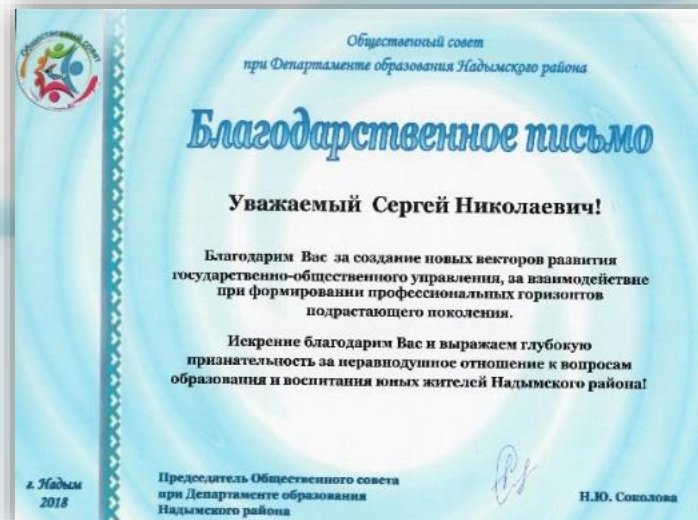 Общественный совет
Общественный совет
при Департаменте образования Надымского района
Благодарственное письмо
Уважаемый Сергей Николаевич!
Благодарим Вас за создание новых векторов развития
государственно-общественного управления, за взаимодействие
при формировании профессиональных горизонтов
подрастающего поколения.
Искренне благодарим Вас и выражаем глубокую
признательность за неравнодушное отношение к вопросам
образования и воспитания юных жителей Надымского района!
г. Надым
2018
Председатель Общественного совета
при Департаменте образования
Надымского района
Н.Ю. Соколова